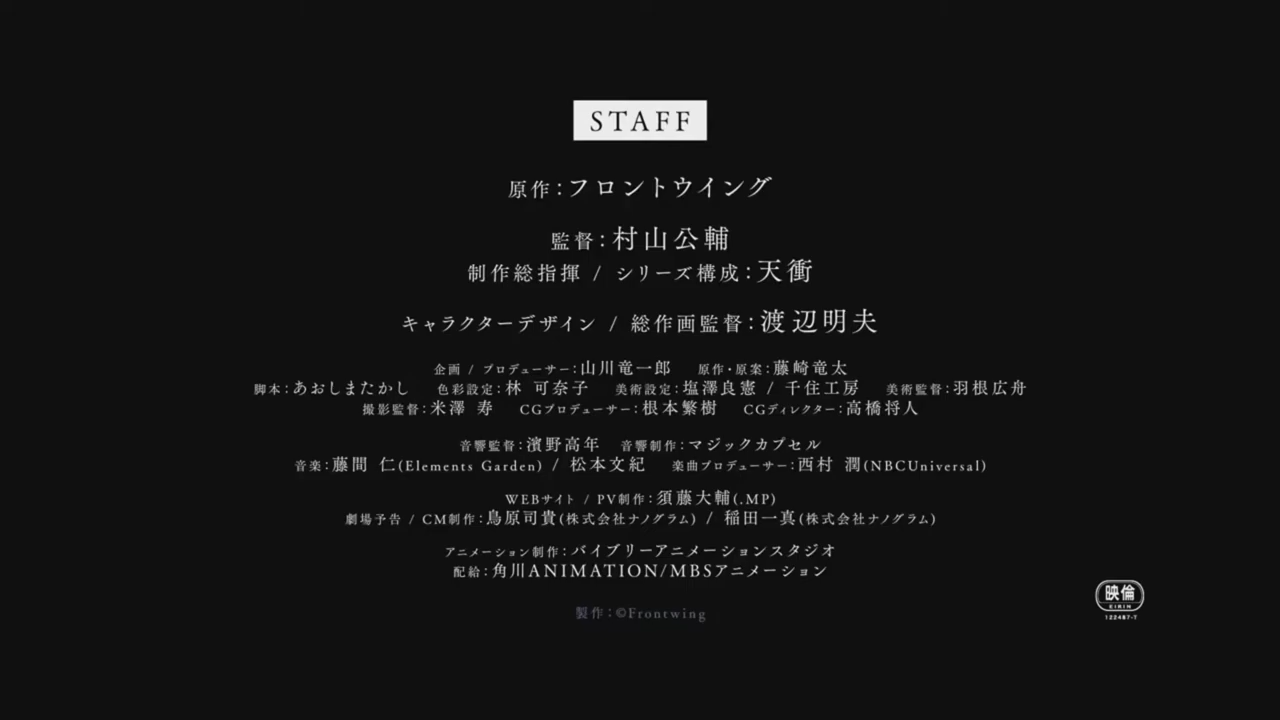 STAFF
原作：フロントウイング
監督：村山公輔
制作総指揮 / シリーズ構成：天衝
キャラクターデザイン / 総作画監督：渡辺明夫
企画 / プロデューサー：山川竜一郎 原作・原案：藤崎竜太
脚本：あおしまたかし 色彩設定：林 可奈子 美術設定：塩澤良憲 / 千住工房 美術監督：羽根広舟
撮影監督：米澤 寿 CGプロデューサー：根本繁樹 CGディレクター：高橋将人
音響監督：濱野高年 音響制作：マジックカプセル
音楽：藤間 仁(Elements Garden) / 松本文紀 楽曲プロデューサー：西村 潤(NBCUniversal)
WEBサイト / PV制作：須藤大輔(.MP)
劇場予告 / CM制作：鳥原司貴(株式会社ナノグラム) / 稲田一真(株式会社ナノグラム)
アニメーション制作：バイブリーアニメーションスタジオ
配給：角川ANIMATION/MBSアニメーション
製作：©Frontwing
映倫
EIRIN
122487-T